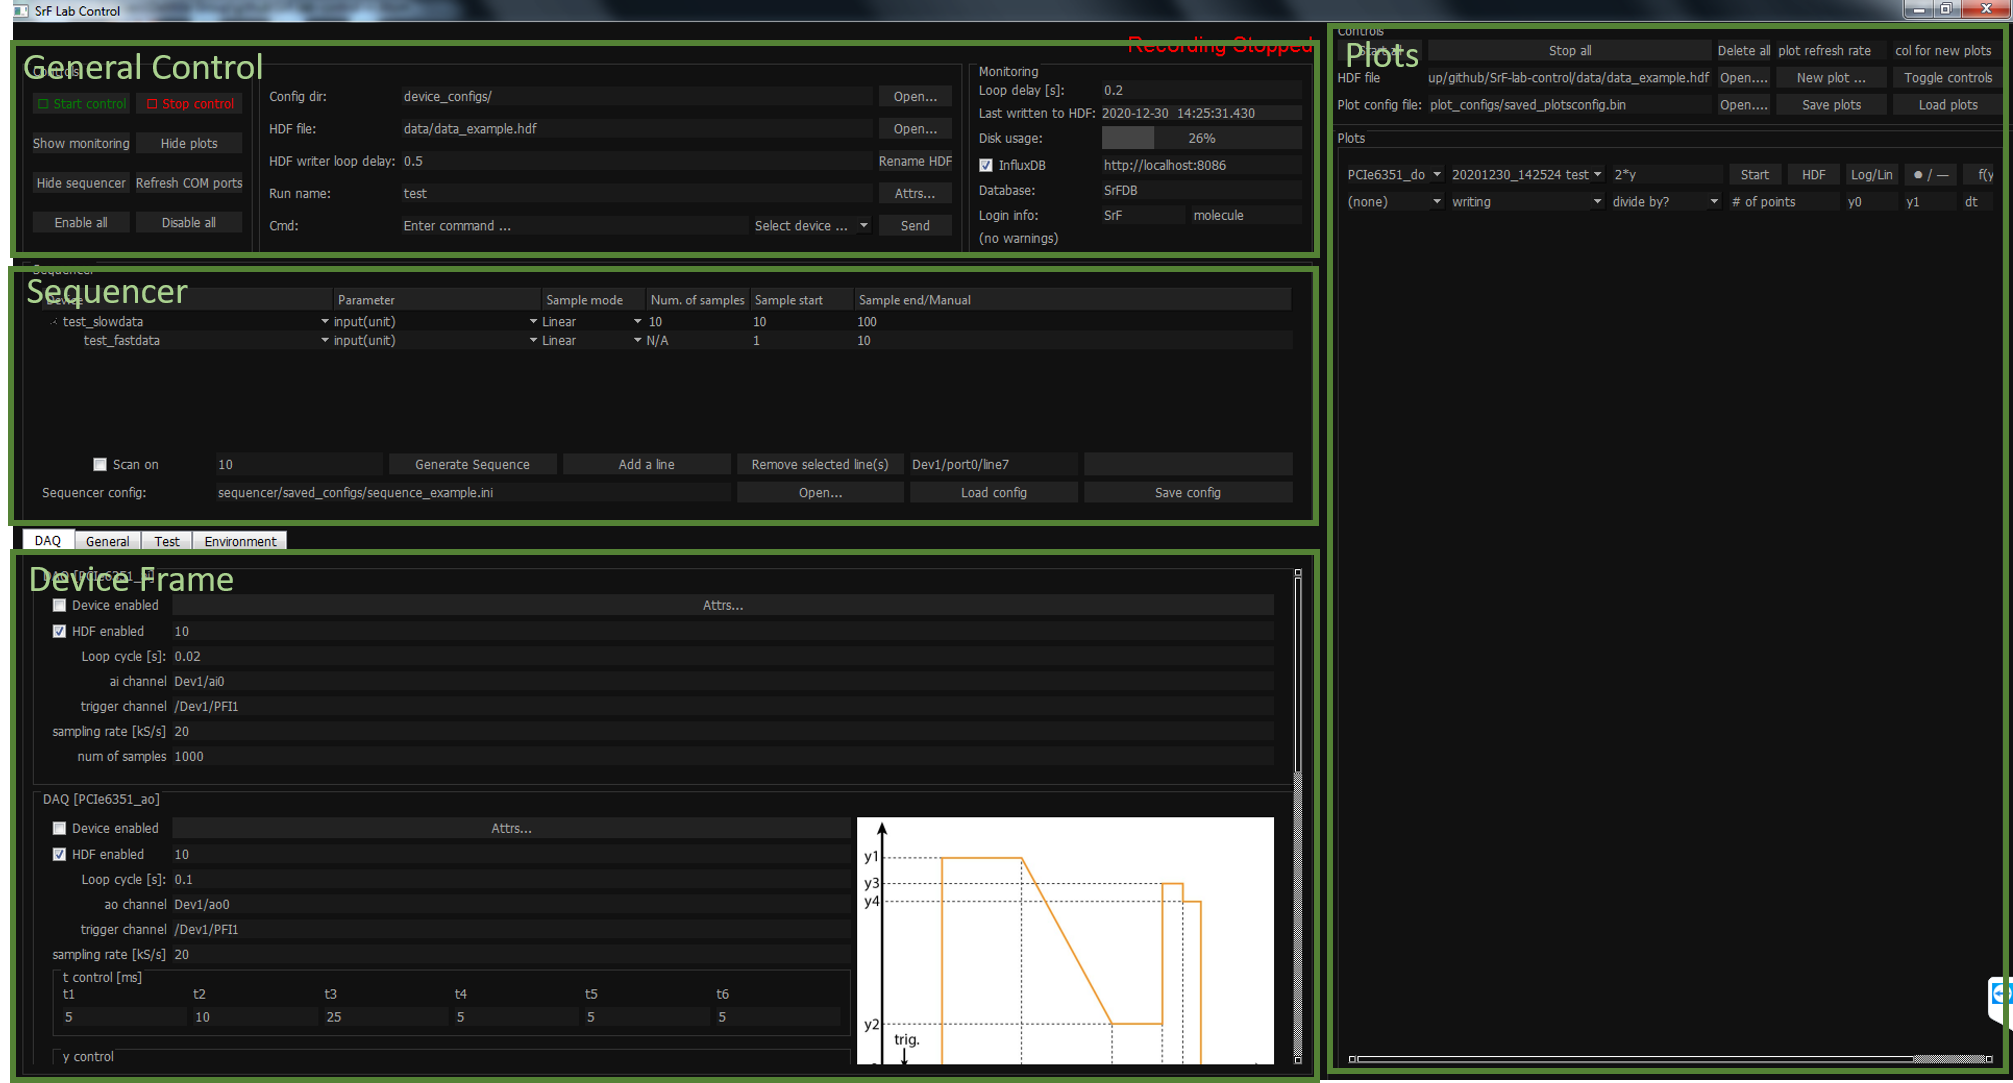 SrF Lab Control
Recording Stopped
General Control
Start control
Stop control
Show monitoring
Hide plots
Hide sequencer
Refresh COM ports
Enable all
Disable all
Config dir: device_configs/ Open...
HDF file: data/data_example.hdf Open...
HDF writer loop delay: 0.5 Rename HDF
Run name: test Attrs...
Cmd: Enter command ... Select device ... Send
Monitoring
Loop delay [s]: 0.2
Last written to HDF: 2020-12-30 14:25:31.430
Disk usage: 26%
InfluxDB http://localhost:8086
Database: SrFDB
Login info: SrF molecule
(no warnings)
Sequencer
Sequencer
Device Parameter Sample mode Num. of samples Sample start Sample end/Manual
test_slowdata input(unit) Linear 10 10 100
test_fastdata input(unit) Linear N/A 1 10
Scan on 10 Generate Sequence Add a line Remove selected line(s) Dev1/port0/line7
Sequencer config: sequencer/saved_configs/sequence_example.ini Open... Load config Save config
DAQ General Test Environment
Device Frame
DAQ [PCIe6351_ai]
Device enabled Attrs...
HDF enabled 10
Loop cycle [s]: 0.02
ai channel Dev1/ai0
trigger channel /Dev1/PFI1
sampling rate [kS/s] 20
num of samples 1000
DAQ [PCIe6351_ao]
Device enabled Attrs...
HDF enabled 10
Loop cycle [s]: 0.1
ao channel Dev1/ao0
trigger channel /Dev1/PFI1
sampling rate [kS/s] 20
t control [ms]
t1 t2 t3 t4 t5 t6
5 10 25 5 5 5
y control
y1
y3
y4
y2
trig.
Controls
Plots
Start all Stop all Delete all plot refresh rate col for new plots
HDF file up/github/SrF-lab-control/data/data_example.hdf Open.... New plot ... Toggle controls
Plot config file: plot_configs/saved_plotsconfig.bin Open.... Save plots Load plots
Plots
PCIe6351_do 20201230_142524 test 2*y Start HDF Log/Lin ● / — f(y
(none) writing divide by? # of points y0 y1 dt